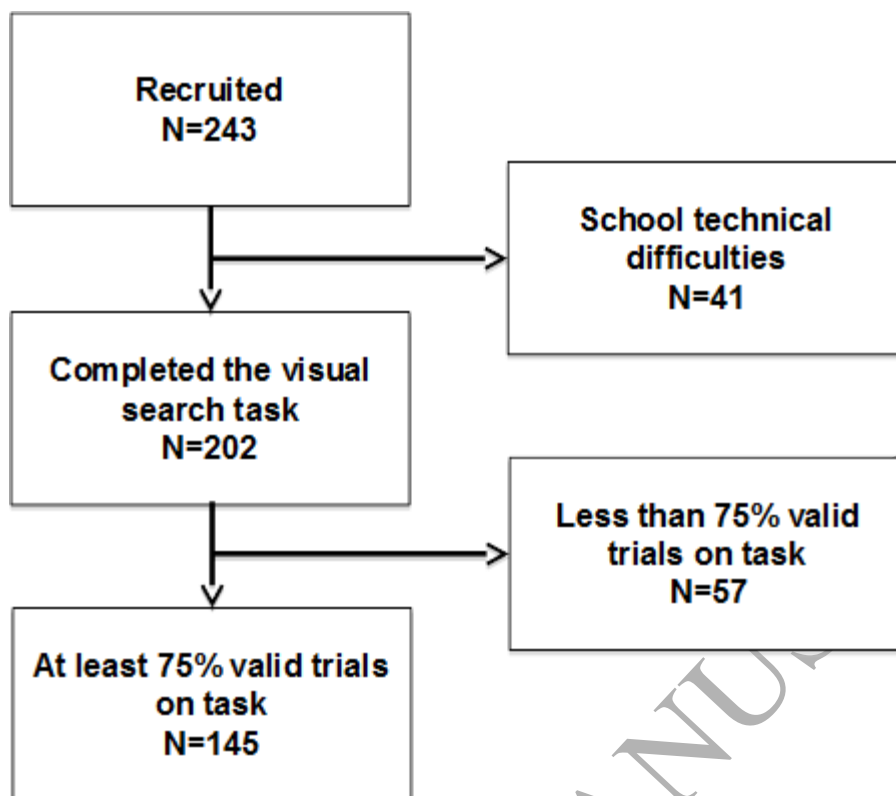 Recruited
N=243
School technical
difficulties
N=41
Completed the visual
search task
N=202
Less than 75% valid
trials on task
N=57
At least 75% valid trials
on task
N=145